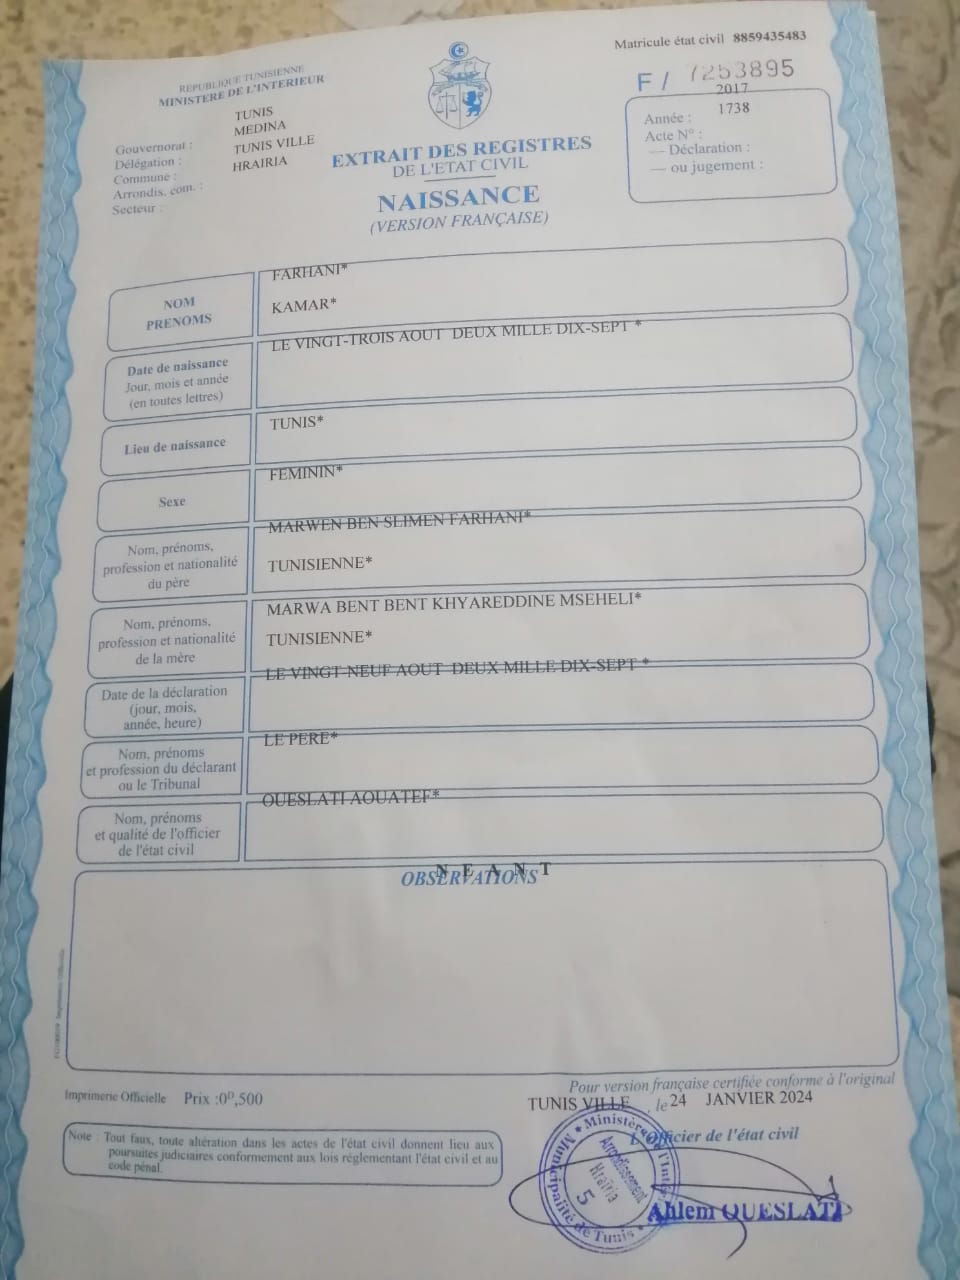 Matricule état civil 8859435483
REPUBLIQUE TUNISIENNE
MINISTERE DE L'INTERIEUR
F / 7253895
Gouvernorat : TUNIS
Délégation : MEDINA
Commune : TUNIS VILLE
Arrondis. com. : HRAIRIA
Secteur :
EXTRAIT DES REGISTRES
DE L'ETAT CIVIL
NAISSANCE
(VERSION FRANÇAISE)
Année : 2017
Acte N° : 1738
— Déclaration :
— ou jugement :
NOM
PRENOMS
FARHANI*
KAMAR*
Date de naissance
Jour, mois et année
(en toutes lettres)
LE VINGT-TROIS AOUT DEUX MILLE DIX-SEPT *
Lieu de naissance
TUNIS*
Sexe
FEMININ*
Nom, prénoms,
profession et nationalité
du père
MARWEN BEN SLIMEN FARHANI*
TUNISIENNE*
Nom, prénoms,
profession et nationalité
de la mère
MARWA BENT BENT KHYAREDDINE MSEHELI*
TUNISIENNE*
Date de la déclaration
(jour, mois,
année, heure)
LE VINGT-NEUF AOUT DEUX MILLE DIX-SEPT *
Nom, prénoms
et profession du déclarant
ou le Tribunal
LE PERE*
Nom, prénoms
et qualité de l'officier
de l'état civil
OUESLATI AOUATEF*
N E A N T
OBSERVATIONS
Imprimerie Officielle Prix :0D,500
Pour version française certifiée conforme à l'original
TUNIS VILLE , le 24 JANVIER 2024
L'Officier de l'état civil
Note : Tout faux, toute altération dans les actes de l'état civil donnent lieu aux
poursuites judiciaires conformement aux lois réglementant l'état civil et au
code pénal.
Municipalité de Tunis
Arrondissement
Hraïria
5
Ahlem OUESLATI